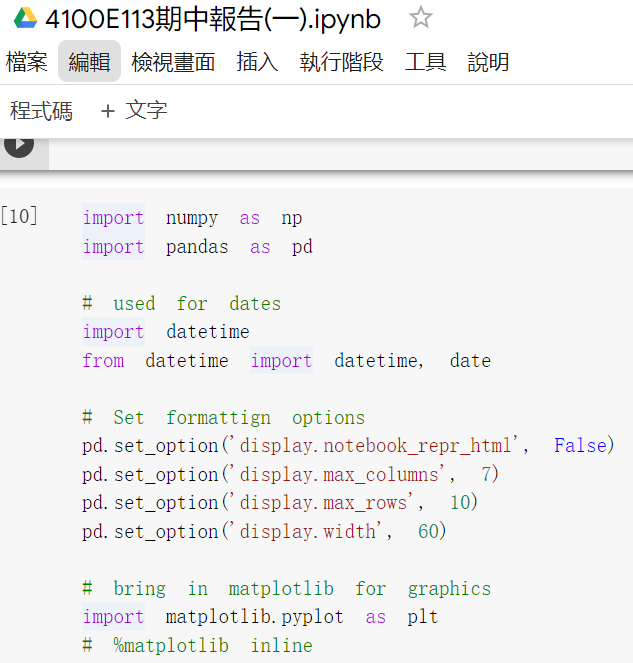 4100E113期中報告(一).ipynb
檔案 編輯 檢視畫面 插入 執行階段 工具 說明
程式碼 + 文字
[10] import numpy as np
import pandas as pd
# used for dates
import datetime
from datetime import datetime, date
# Set formattign options
pd.set_option('display.notebook_repr_html', False)
pd.set_option('display.max_columns', 7)
pd.set_option('display.max_rows', 10)
pd.set_option('display.width', 60)
# bring in matplotlib for graphics
import matplotlib.pyplot as plt
# %matplotlib inline